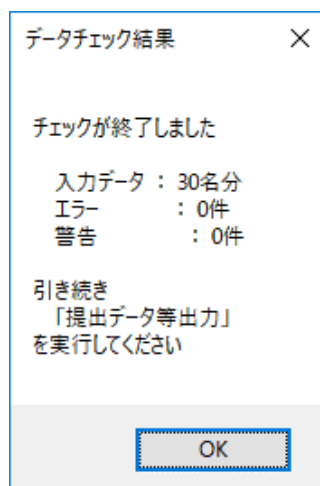 データチェック結果
チェックが終了しました
入力データ : 30名分
エラー : 0件
警告 : 0件
引き続き
「提出データ等出力」
を実行してください
OK